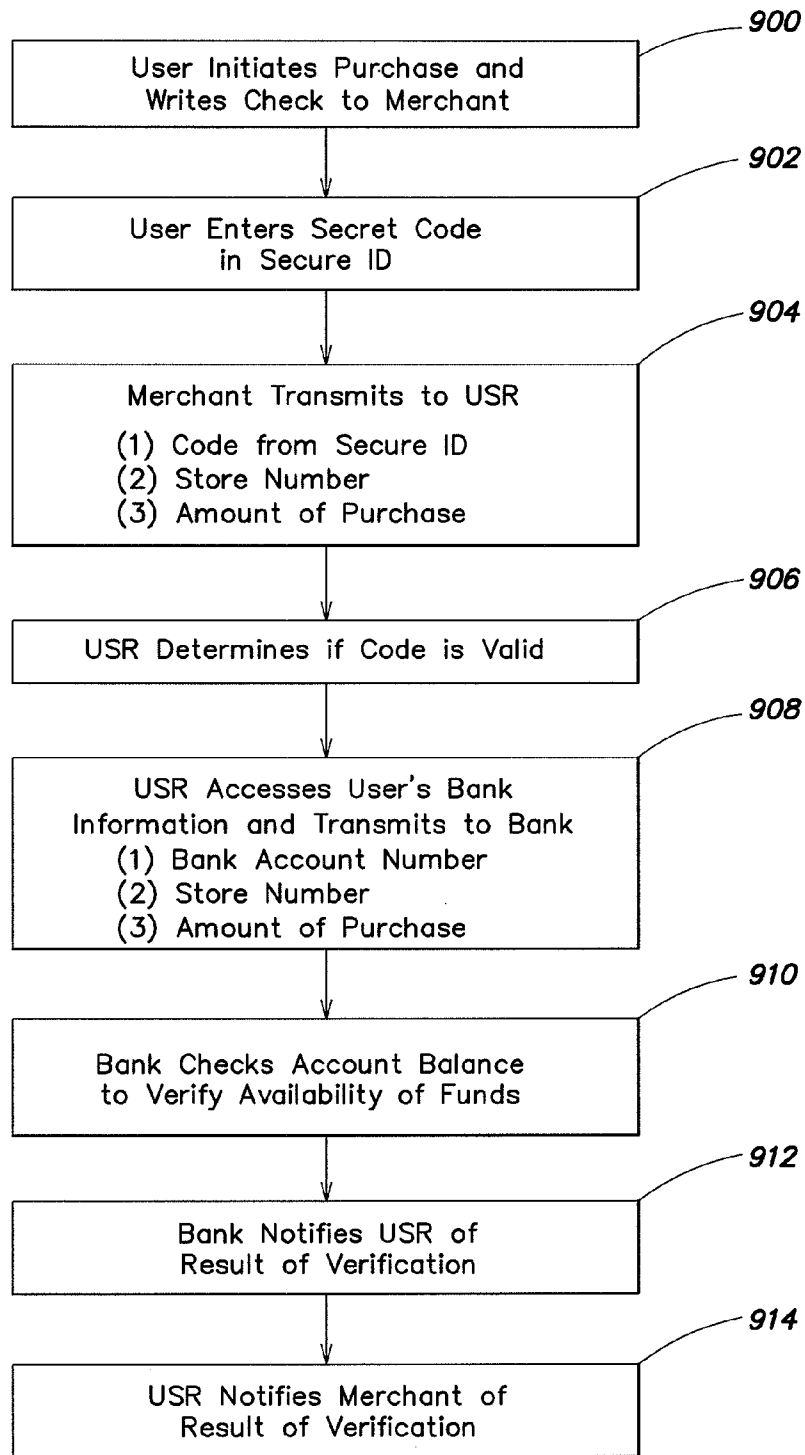 900
User Initiates Purchase and
Writes Check to Merchant
902
User Enters Secret Code
in Secure ID
904
Merchant Transmits to USR
(1) Code from Secure ID
(2) Store Number
(3) Amount of Purchase
906
USR Determines if Code is Valid
908
USR Accesses User's Bank
Information and Transmits to Bank
(1) Bank Account Number
(2) Store Number
(3) Amount of Purchase
910
Bank Checks Account Balance
to Verify Availability of Funds
912
Bank Notifies USR of
Result of Verification
914
USR Notifies Merchant of
Result of Verification